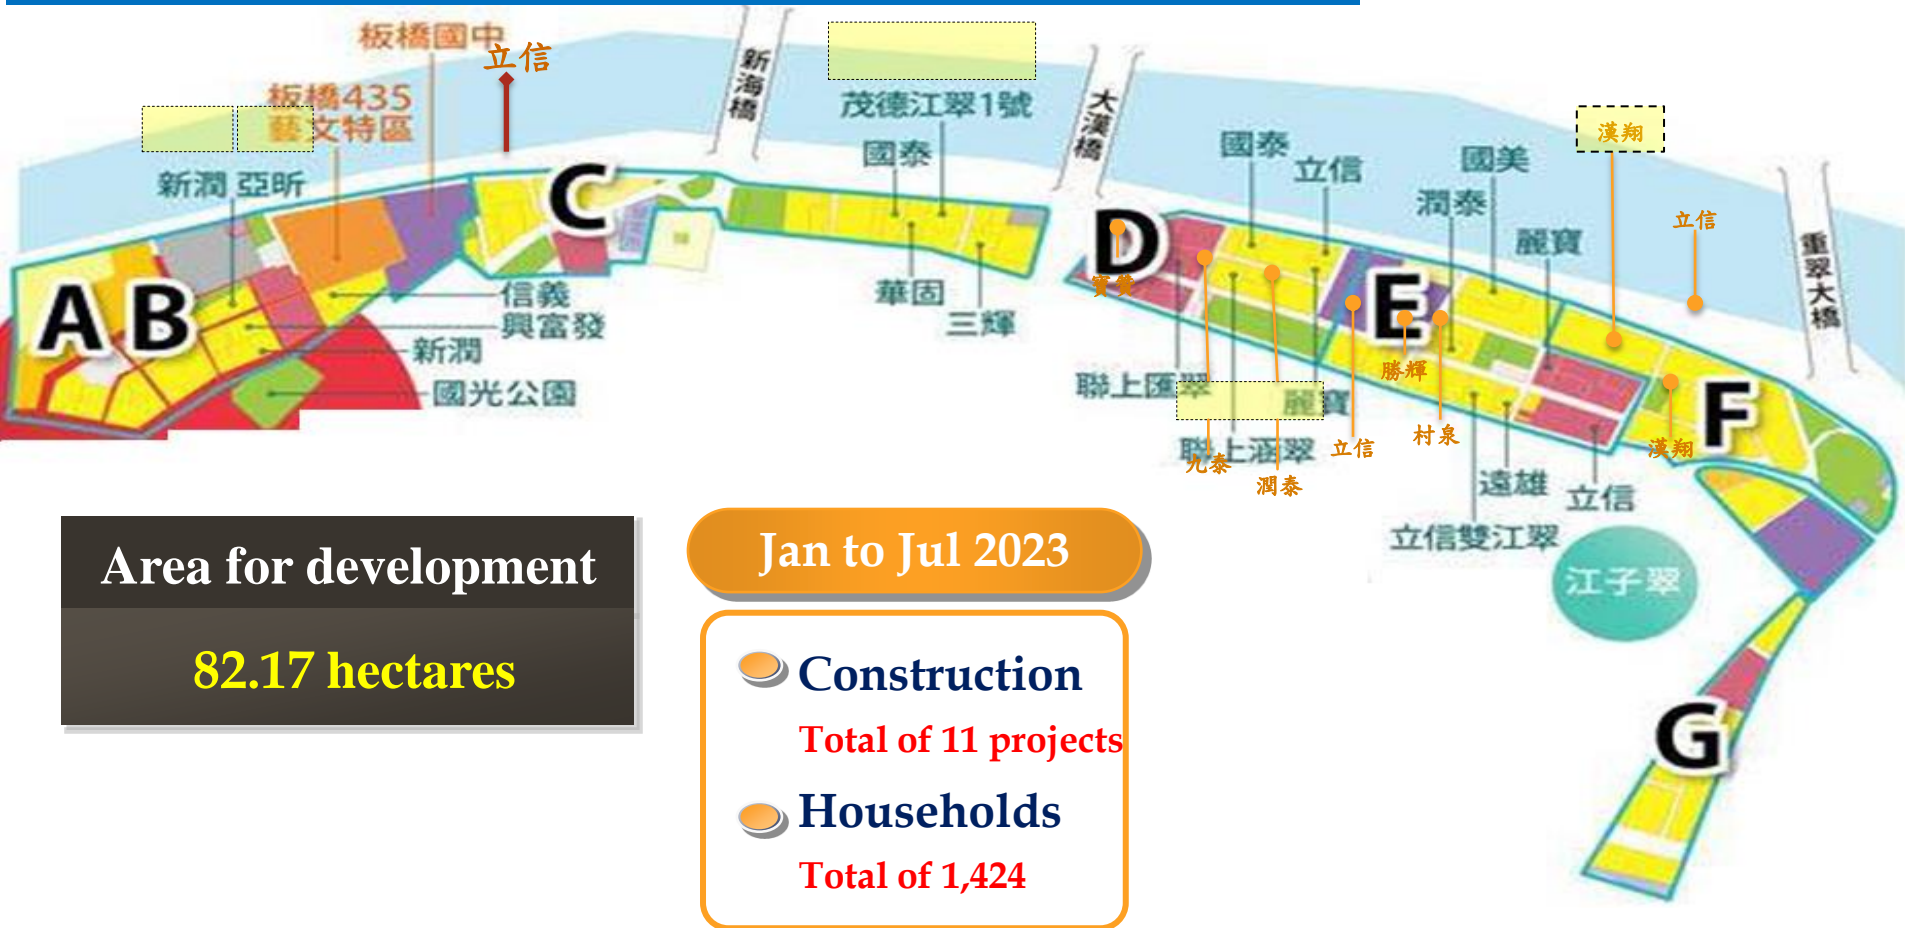 板橋國中
立信
板橋435
藝文特區
新潤 亞昕
新海橋
茂德江翠1號
國泰
大漢橋
國泰
立信
國美
潤泰
漢翔
麗寶
立信
重翠大橋
C
D
E
A B
F
G
信義
興富發
新潤
國光公園
華固
三輝
聯上匯翠
麗寶
聯上涵翠
九泰
潤泰
立信
勝輝
村泉
漢翔
遠雄
立信
立信雙江翠
江子翠
Area for development
82.17 hectares
Jan to Jul 2023
Construction
Total of 11 projects
Households
Total of 1,424